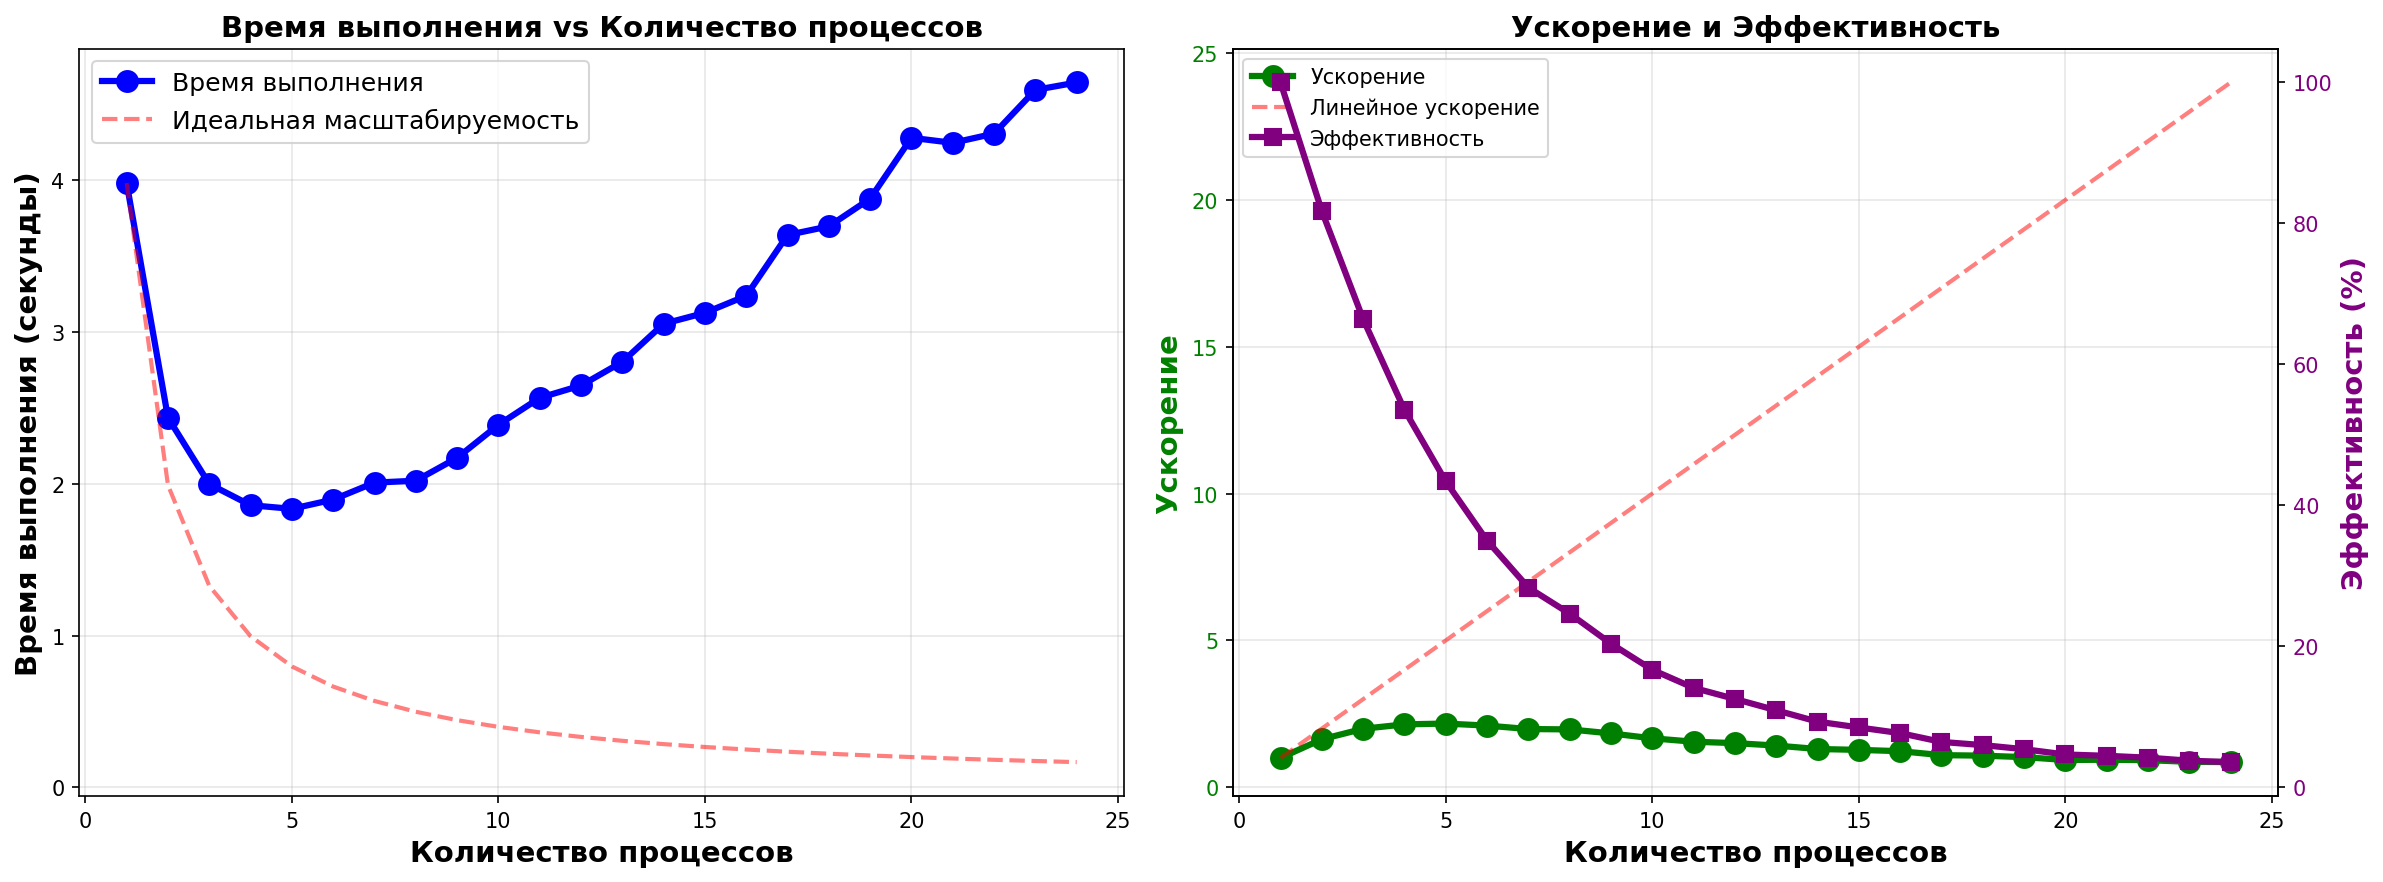 Время выполнения vs Количество процессов
Время выполнения
Идеальная масштабируемость
Время выполнения (секунды)
4
3
2
1
0
0 5 10 15 20 25
Количество процессов
Ускорение и Эффективность
Ускорение
Линейное ускорение
Эффективность
Ускорение
25
20
15
10
5
0
0 5 10 15 20 25
Количество процессов
100
80
60
40
20
0
Эффективность (%)